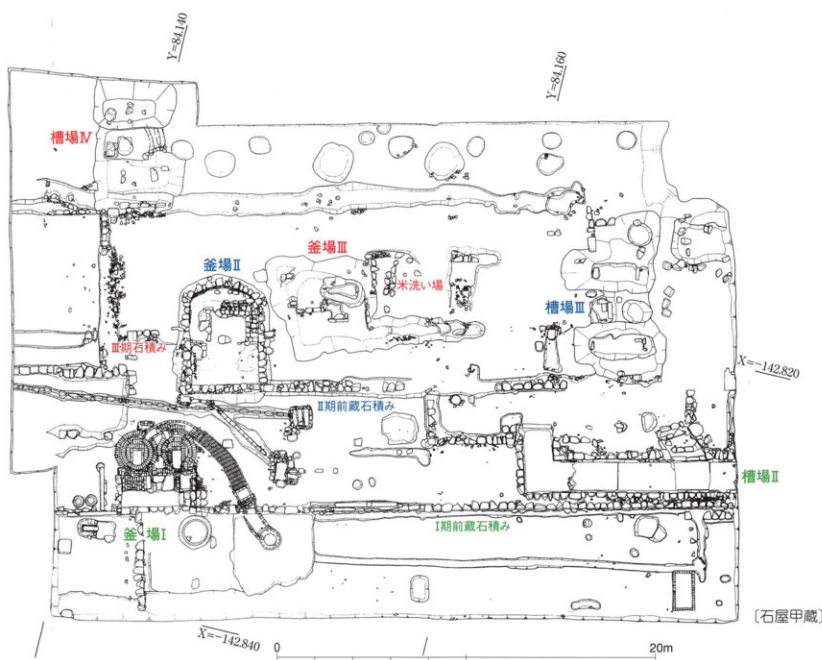 Y=84.140
Y=84.160
槽場Ⅳ
釜場Ⅱ
釜場Ⅲ
米洗い場
槽場Ⅲ
Ⅲ期石積み
X=-142.820
Ⅱ期前蔵石積み
槽場Ⅱ
Ⅰ期前蔵石積み
釜場Ⅰ
〔石屋甲蔵〕
X=-142.840
0
20m